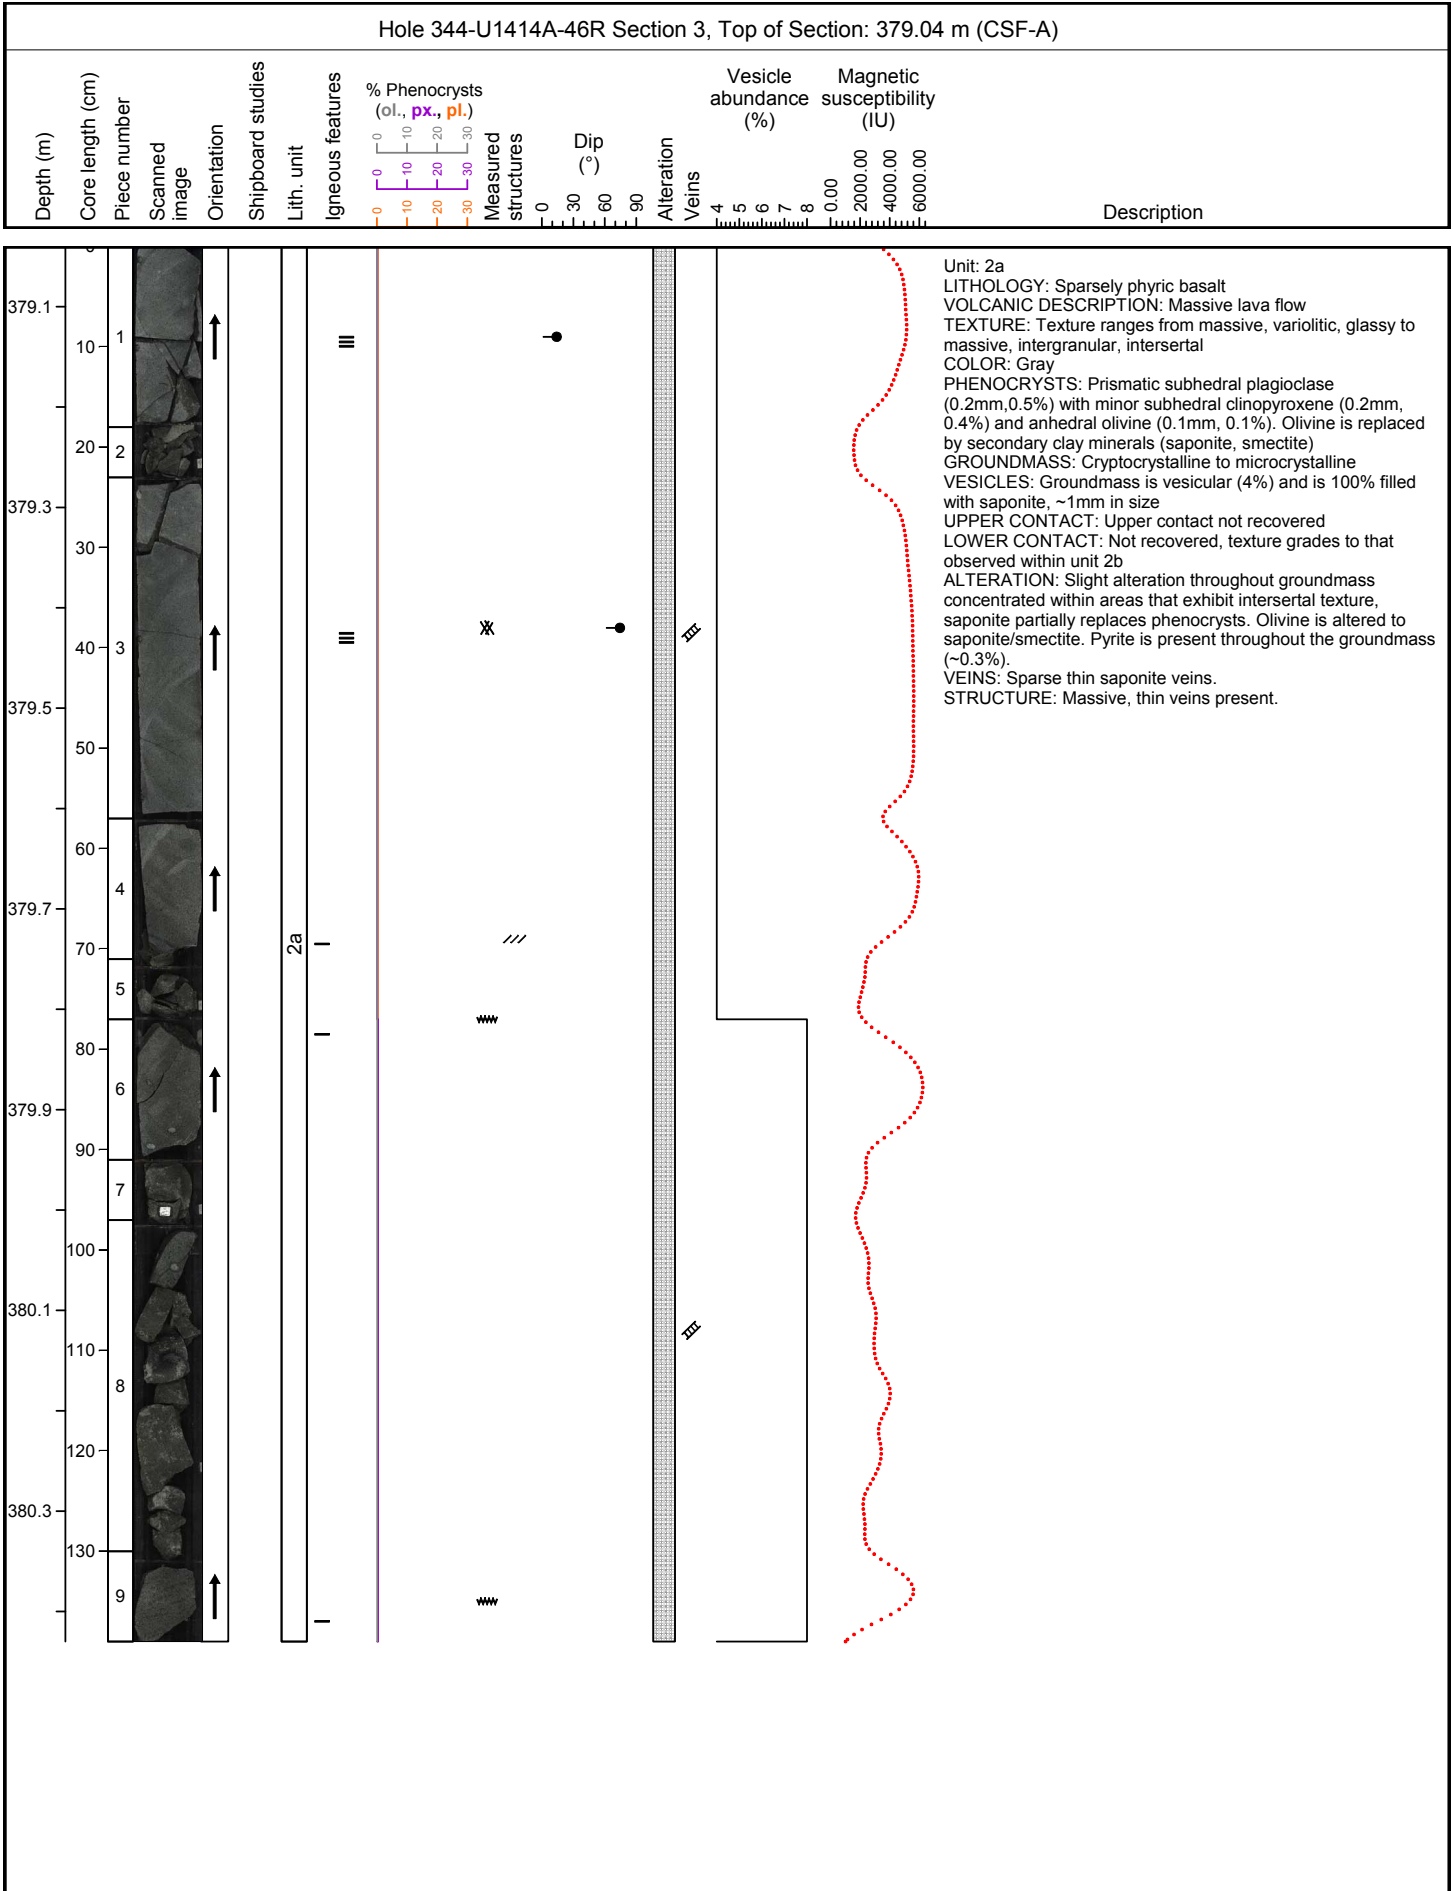 Hole 344-U1414A-46R Section 3, Top of Section: 379.04 m (CSF-A)
Depth (m)
Core length (cm)
Piece number
Scanned
image
Orientation
Shipboard studies
Lith. unit
Igneous features
% Phenocrysts
(ol., px., pl.)
0 10 20 30
0 10 20 30
0 10 20 30
Measured
structures
Dip
(°)
0 30 60 90
Alteration
Veins
Vesicle
abundance
(%)
4 5 6 7 8
Magnetic
susceptibility
(IU)
0.00 2000.00 4000.00 6000.00
Description
379.1
379.3
379.5
379.7
379.9
380.1
380.3
10
20
30
40
50
60
70
80
90
100
110
120
130
1
2
3
4
5
6
7
8
9
2a
Unit: 2a
LITHOLOGY: Sparsely phyric basalt
VOLCANIC DESCRIPTION: Massive lava flow
TEXTURE: Texture ranges from massive, variolitic, glassy to
massive, intergranular, intersertal
COLOR: Gray
PHENOCRYSTS: Prismatic subhedral plagioclase
(0.2mm,0.5%) with minor subhedral clinopyroxene (0.2mm,
0.4%) and anhedral olivine (0.1mm, 0.1%). Olivine is replaced
by secondary clay minerals (saponite, smectite)
GROUNDMASS: Cryptocrystalline to microcrystalline
VESICLES: Groundmass is vesicular (4%) and is 100% filled
with saponite, ~1mm in size
UPPER CONTACT: Upper contact not recovered
LOWER CONTACT: Not recovered, texture grades to that
observed within unit 2b
ALTERATION: Slight alteration throughout groundmass
concentrated within areas that exhibit intersertal texture,
saponite partially replaces phenocrysts. Olivine is altered to
saponite/smectite. Pyrite is present throughout the groundmass
(~0.3%).
VEINS: Sparse thin saponite veins.
STRUCTURE: Massive, thin veins present.